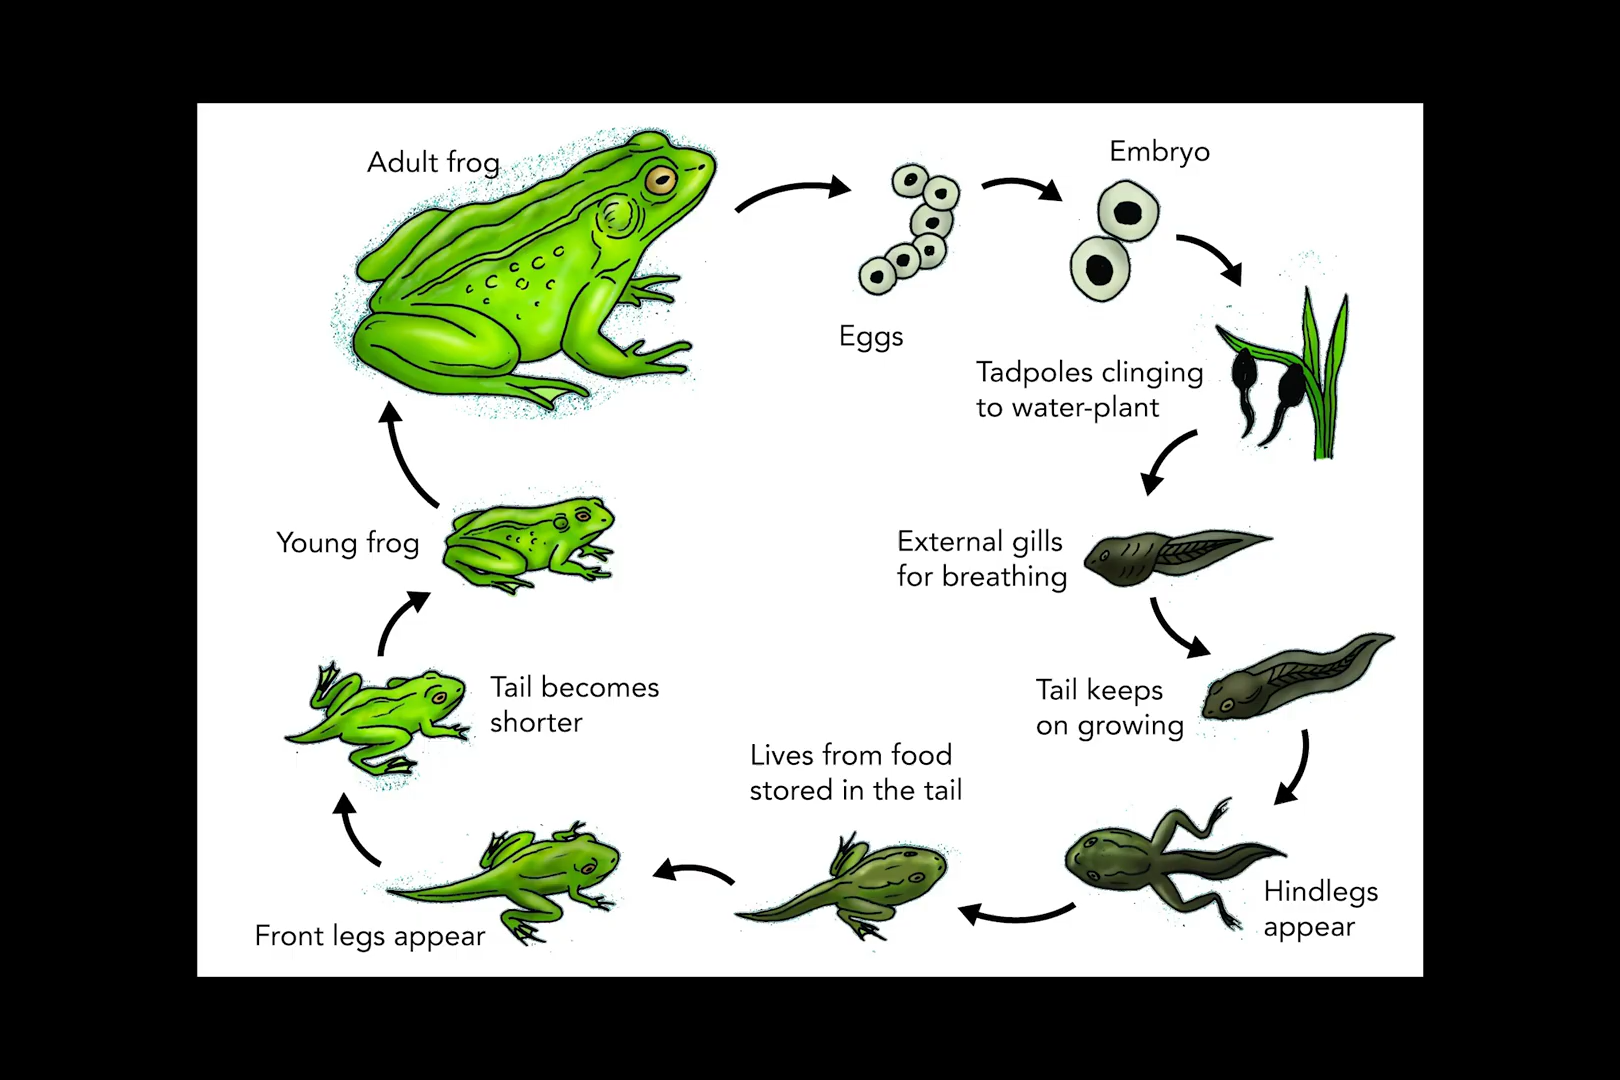 Adult frog
Eggs
Embryo
Tadpoles clinging
to water-plant
External gills
for breathing
Tail keeps
on growing
Hindlegs
appear
Lives from food
stored in the tail
Front legs appear
Tail becomes
shorter
Young frog